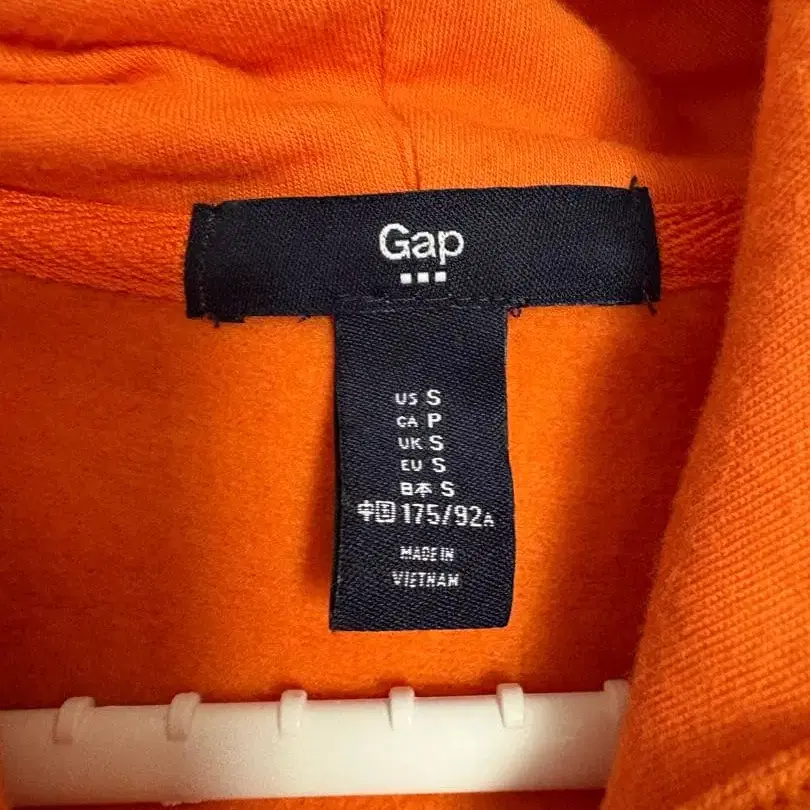 Gap
US S
CA P
UK S
EU S
日本 S
中国 175/92A
MADE IN
VIETNAM